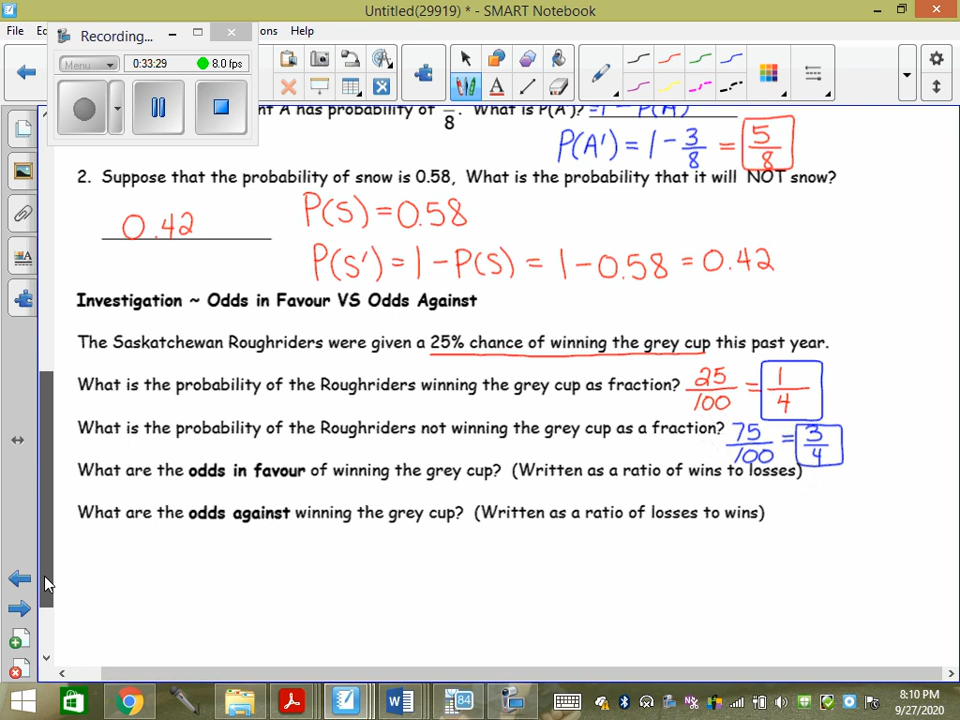 Untitled(29919) * - SMART Notebook
File
Help
Recording...
Menu
0:33:29
8.0 fps
A has probability of /8. What is P(A')? =1 - P(A)
P(A') = 1 - 3/8 = 5/8
2. Suppose that the probability of snow is 0.58, What is the probability that it will NOT snow?
0.42 P(S) = 0.58
P(S') = 1 - P(S) = 1 - 0.58 = 0.42
Investigation ~ Odds in Favour VS Odds Against
The Saskatchewan Roughriders were given a 25% chance of winning the grey cup this past year.
What is the probability of the Roughriders winning the grey cup as fraction? 25/100 = 1/4
What is the probability of the Roughriders not winning the grey cup as a fraction? 75/100 = 3/4
What are the odds in favour of winning the grey cup? (Written as a ratio of wins to losses)
What are the odds against winning the grey cup? (Written as a ratio of losses to wins)
8:10 PM
9/27/2020